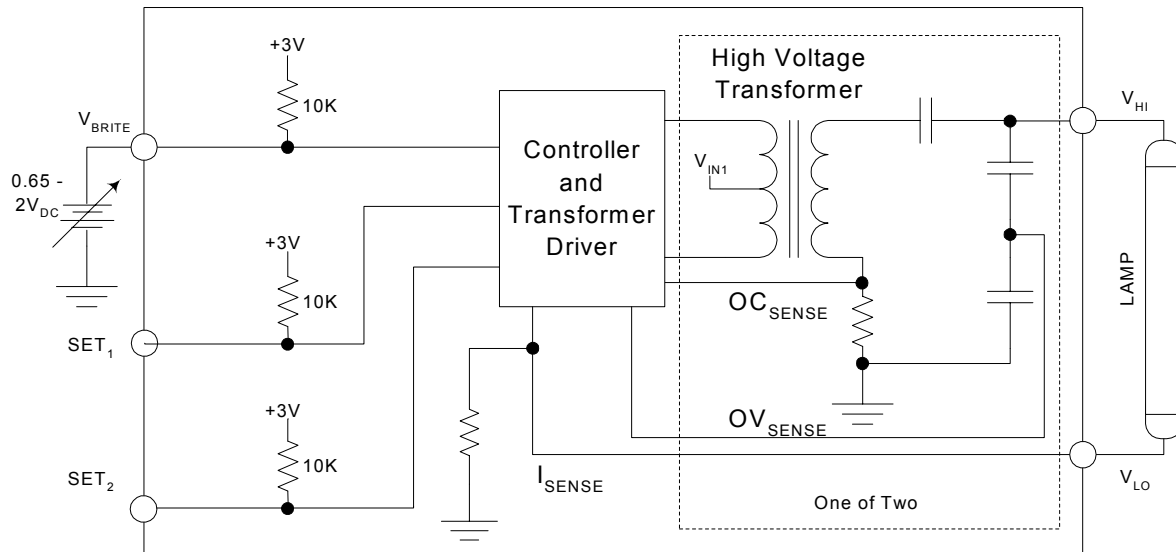 +3V
10K
V_BRITE
0.65 -
2V_DC
+3V
10K
SET_1
+3V
10K
SET_2
Controller
and
Transformer
Driver
High Voltage
Transformer
V_IN1
OC_SENSE
OV_SENSE
I_SENSE
One of Two
V_HI
LAMP
V_LO